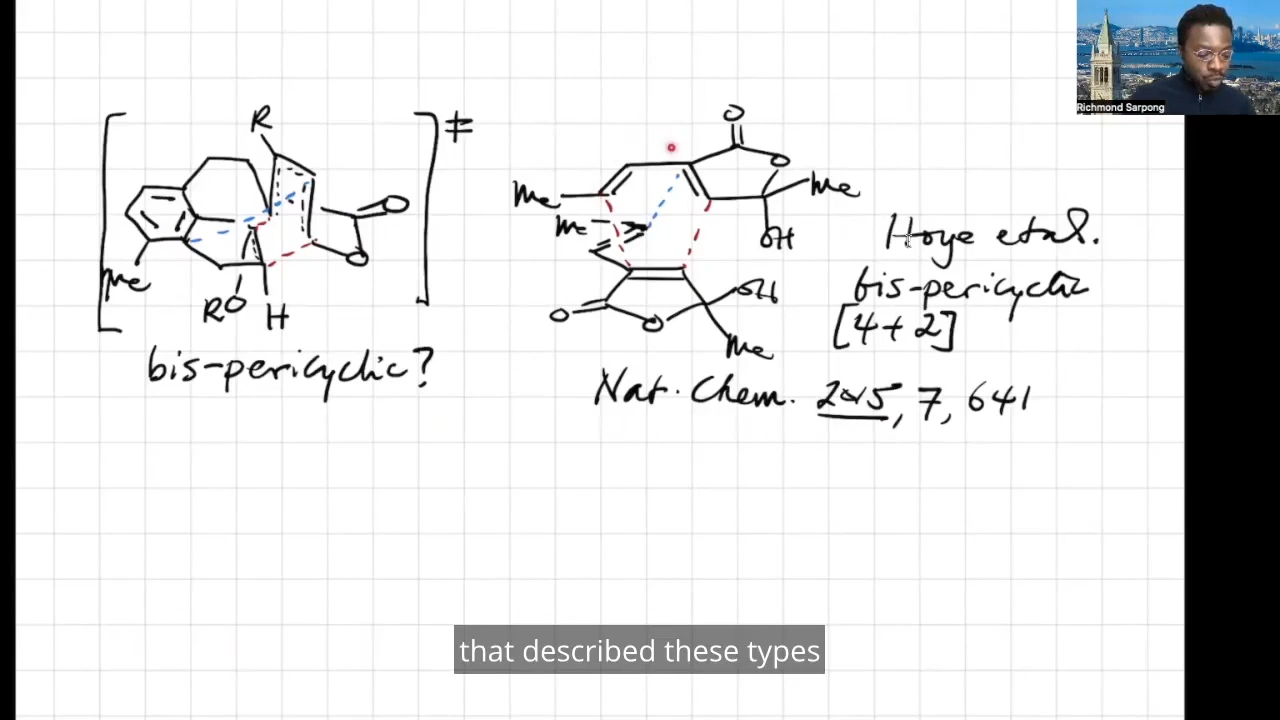 Richmond Sarpong
R
Me
RO
H
O
O
≠
bis-pericyclic?
O
O
Me
OH
Me
Me
O
O
OH
Me
Hoye et al.
bis-pericyclic
[4+2]
Nat. Chem. 2015, 7, 641
that described these types